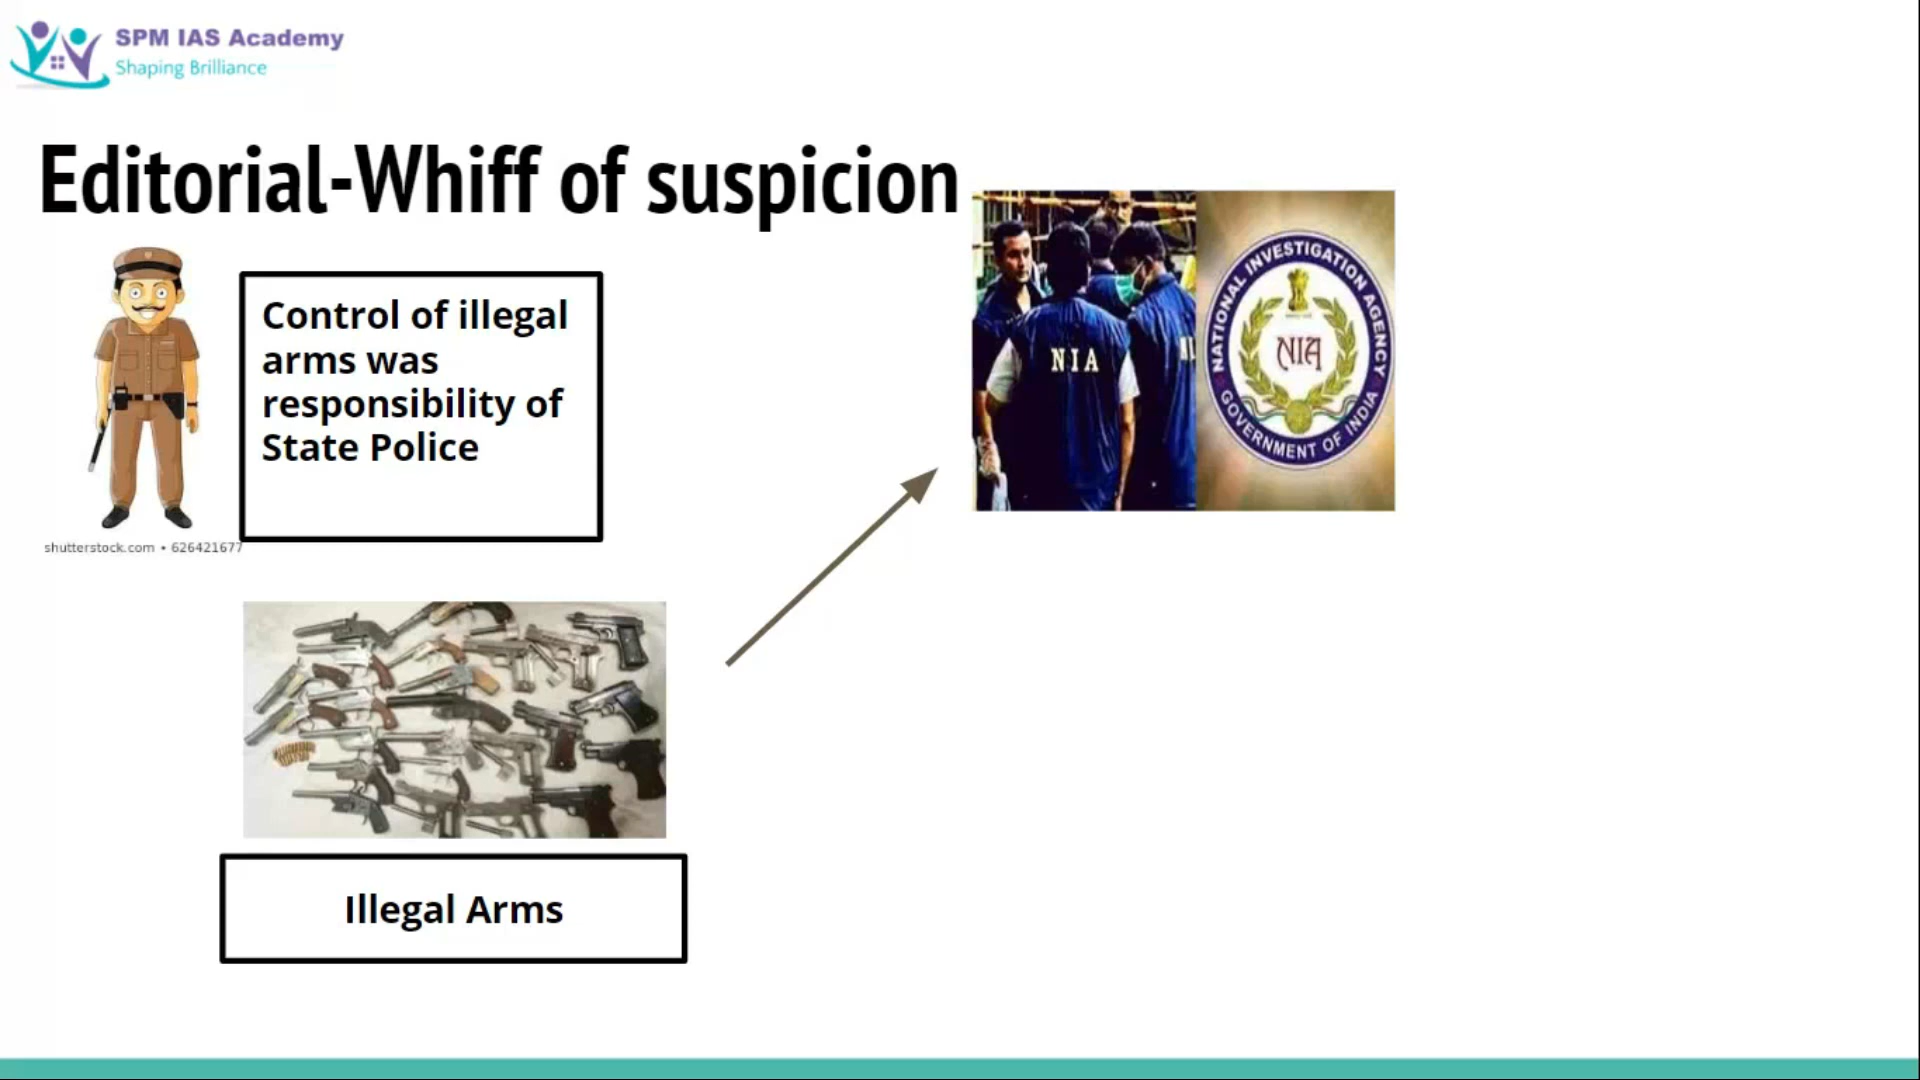 SPM IAS Academy
Shaping Brilliance
Editorial-Whiff of suspicion
Control of illegal
arms was
responsibility of
State Police
shutterstock.com • 626421677
NIA
NATIONAL INVESTIGATION AGENCY
NIA
GOVERNMENT OF INDIA
Illegal Arms